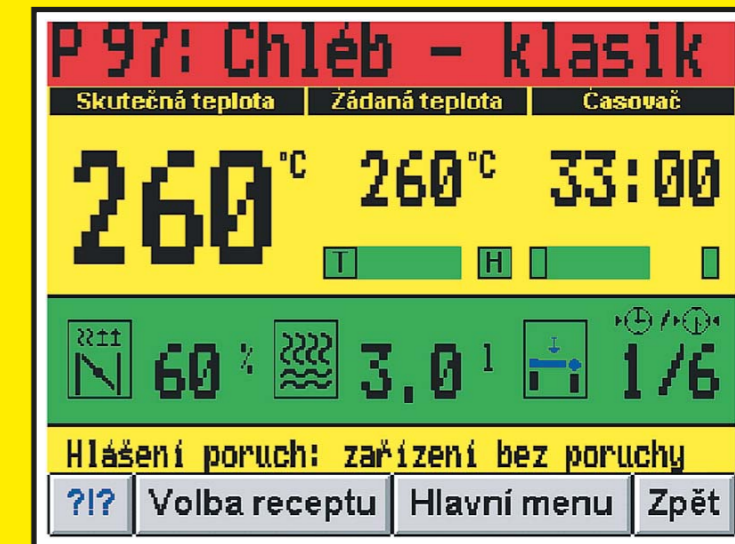 P 97: Chléb - klasik
Skutečná teplota Žádaná teplota Časovač
260 °C 260 °C 33:00
T H
60 % 3,0 l 1/6
Hlášení poruch: zařízení bez poruchy
?!? Volba receptu Hlavní menu Zpět